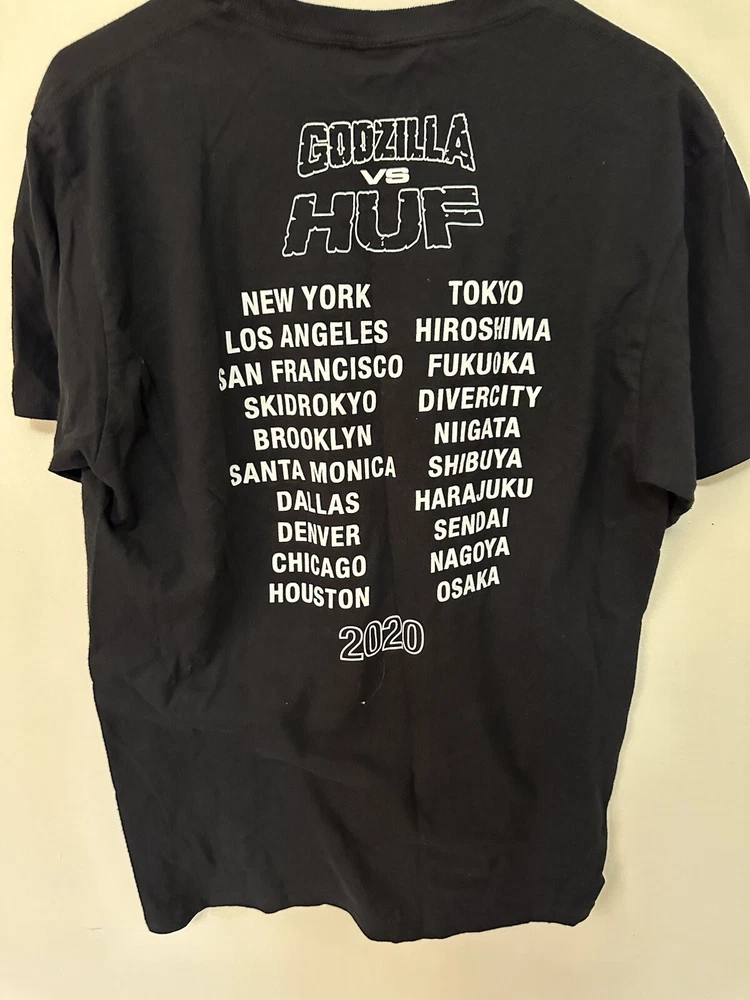 GODZILLA
VS
HUF
NEW YORK
LOS ANGELES
SAN FRANCISCO
SKIDROKYO
BROOKLYN
SANTA MONICA
DALLAS
DENVER
CHICAGO
HOUSTON
TOKYO
HIROSHIMA
FUKUOKA
DIVERCITY
NIIGATA
SHIBUYA
HARAJUKU
SENDAI
NAGOYA
OSAKA
2020